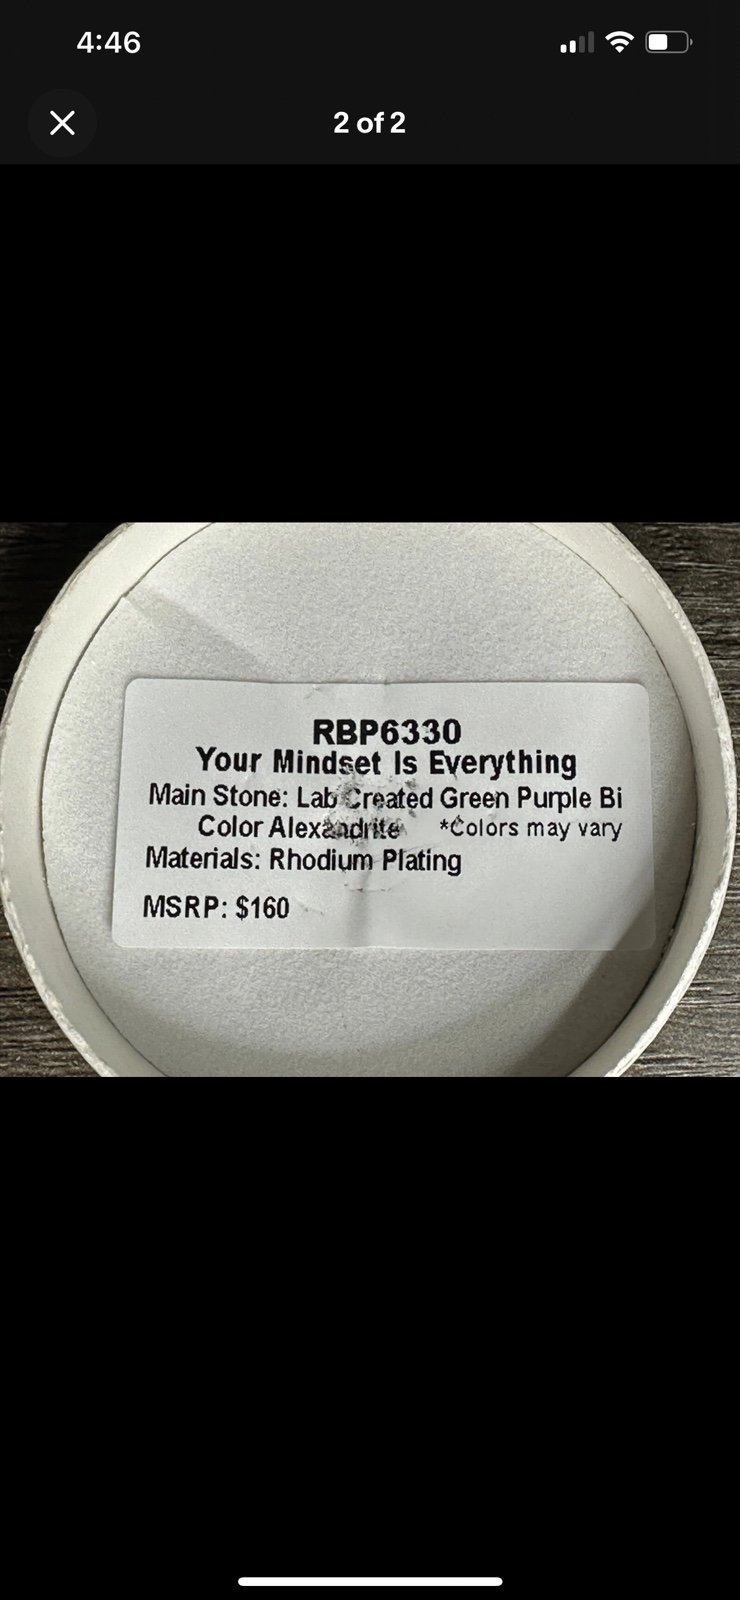 4:46
2 of 2
RBP6330
Your Mindset Is Everything
Main Stone: Lab Created Green Purple Bi
Color Alexandrite *Colors may vary
Materials: Rhodium Plating
MSRP: $160